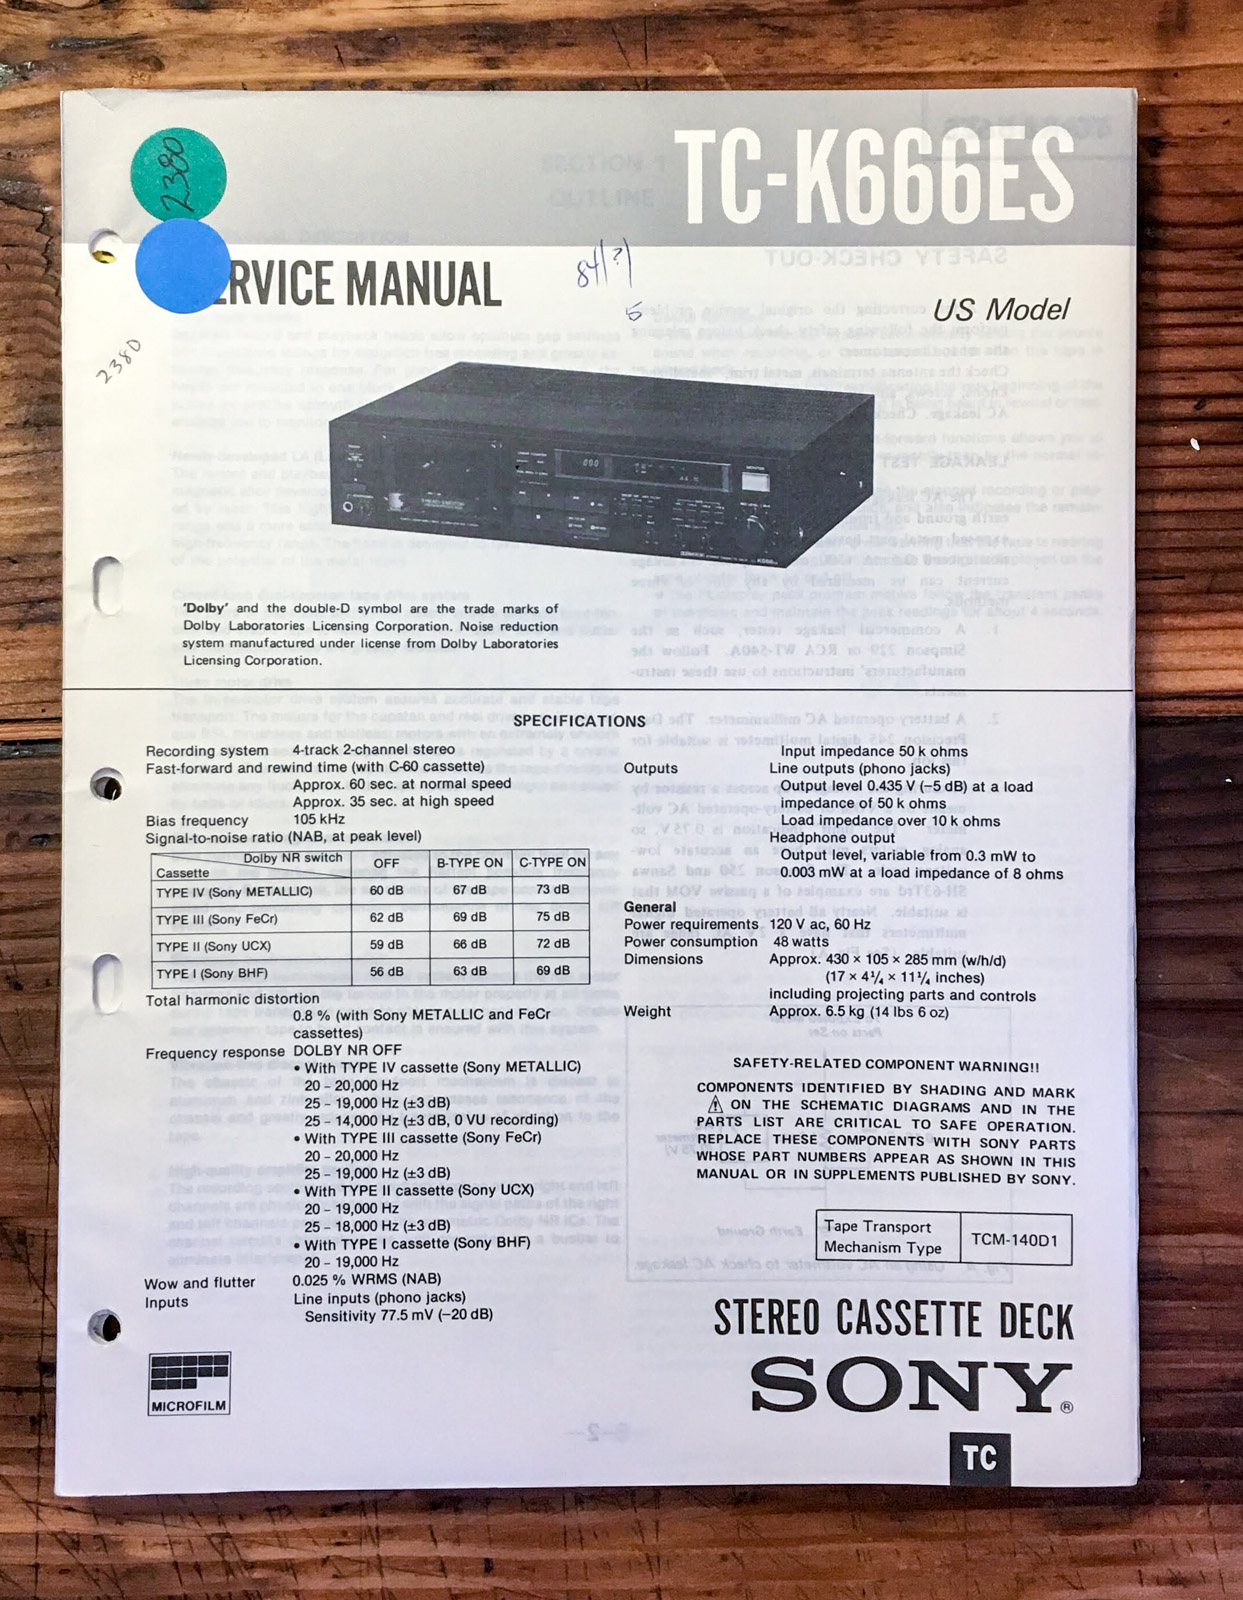 2380
TC-K666ES
ERVICE MANUAL
84(?)
5
US Model
2380
'Dolby' and the double-D symbol are the trade marks of
Dolby Laboratories Licensing Corporation. Noise reduction
system manufactured under license from Dolby Laboratories
Licensing Corporation.
SPECIFICATIONS
Recording system 4-track 2-channel stereo
Fast-forward and rewind time (with C-60 cassette)
Approx. 60 sec. at normal speed
Approx. 35 sec. at high speed
Bias frequency 105 kHz
Signal-to-noise ratio (NAB, at peak level)
Dolby NR switch
Cassette OFF B-TYPE ON C-TYPE ON
TYPE IV (Sony METALLIC) 60 dB 67 dB 73 dB
TYPE III (Sony FeCr) 62 dB 69 dB 75 dB
TYPE II (Sony UCX) 59 dB 66 dB 72 dB
TYPE I (Sony BHF) 56 dB 63 dB 69 dB
Total harmonic distortion
0.8 % (with Sony METALLIC and FeCr
cassettes)
Frequency response DOLBY NR OFF
• With TYPE IV cassette (Sony METALLIC)
20 – 20,000 Hz
25 – 19,000 Hz (±3 dB)
25 – 14,000 Hz (±3 dB, 0 VU recording)
• With TYPE III cassette (Sony FeCr)
20 – 20,000 Hz
25 – 19,000 Hz (±3 dB)
• With TYPE II cassette (Sony UCX)
20 – 19,000 Hz
25 – 18,000 Hz (±3 dB)
• With TYPE I cassette (Sony BHF)
20 – 19,000 Hz
Wow and flutter 0.025 % WRMS (NAB)
Inputs Line inputs (phono jacks)
Sensitivity 77.5 mV (−20 dB)
Input impedance 50 k ohms
Outputs Line outputs (phono jacks)
Output level 0.435 V (−5 dB) at a load
impedance of 50 k ohms
Load impedance over 10 k ohms
Headphone output
Output level, variable from 0.3 mW to
0.003 mW at a load impedance of 8 ohms
General
Power requirements 120 V ac, 60 Hz
Power consumption 48 watts
Dimensions Approx. 430 × 105 × 285 mm (w/h/d)
(17 × 4 1/4 × 11 1/4 inches)
including projecting parts and controls
Weight Approx. 6.5 kg (14 lbs 6 oz)
SAFETY-RELATED COMPONENT WARNING!!
COMPONENTS IDENTIFIED BY SHADING AND MARK
⚠ ON THE SCHEMATIC DIAGRAMS AND IN THE
PARTS LIST ARE CRITICAL TO SAFE OPERATION.
REPLACE THESE COMPONENTS WITH SONY PARTS
WHOSE PART NUMBERS APPEAR AS SHOWN IN THIS
MANUAL OR IN SUPPLEMENTS PUBLISHED BY SONY.
Tape Transport
Mechanism Type TCM-140D1
STEREO CASSETTE DECK
SONY®
TC
MICROFILM